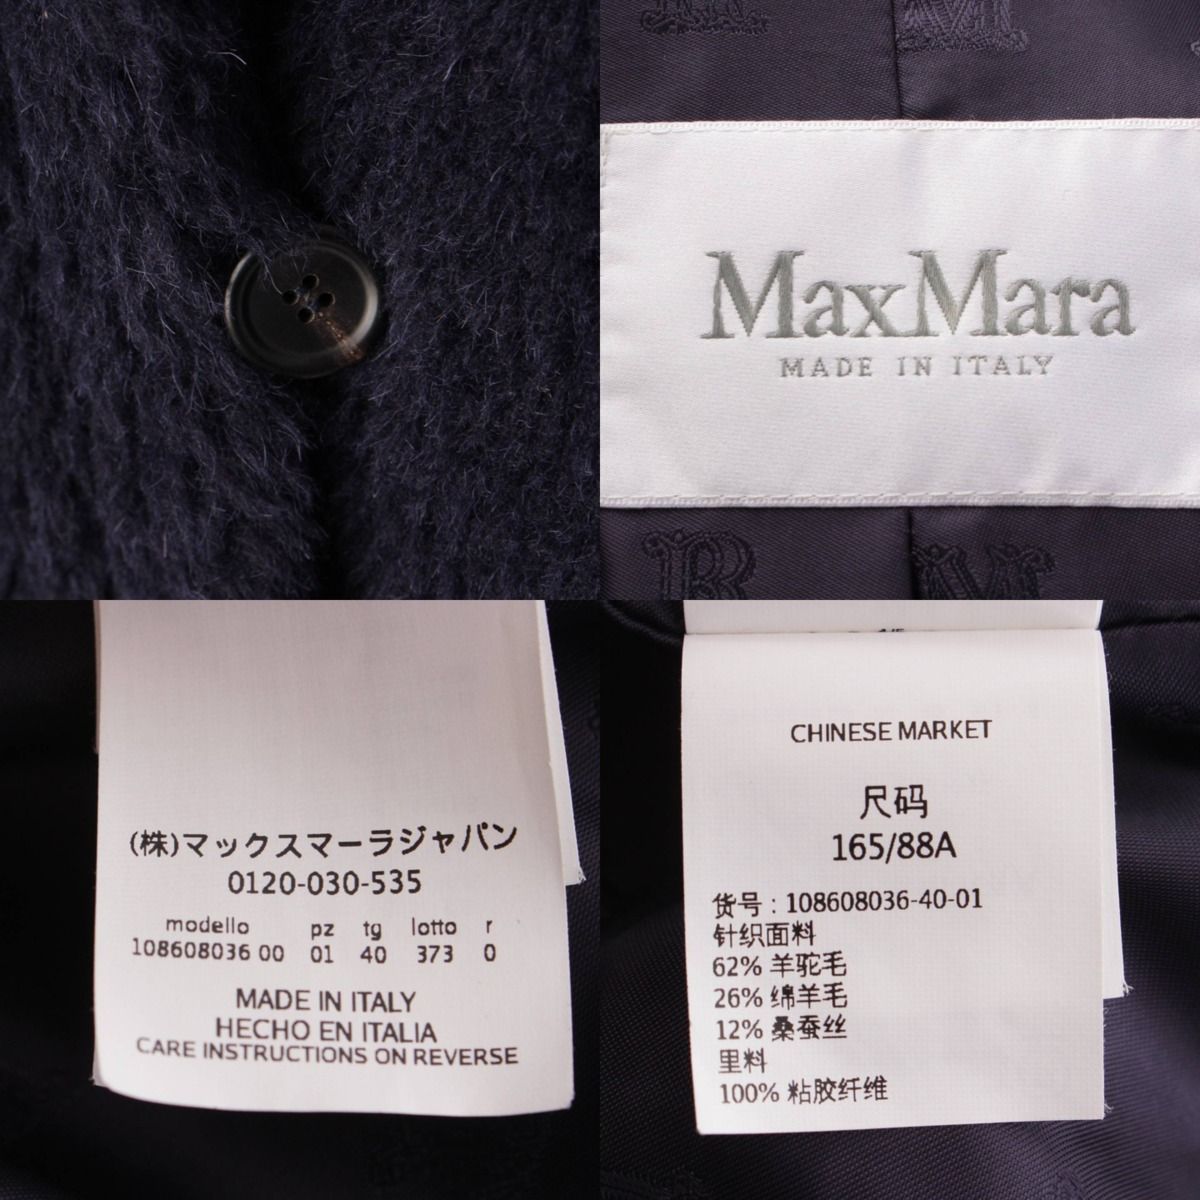 MaxMara
MADE IN ITALY
(株)マックスマーラジャパン
0120-030-535
modello pz tg lotto r
108608036 00 01 40 373 0
MADE IN ITALY
HECHO EN ITALIA
CARE INSTRUCTIONS ON REVERSE
CHINESE MARKET
尺码
165/88A
货号 : 108608036-40-01
针织面料
62% 羊驼毛
26% 绵羊毛
12% 桑蚕丝
里料
100% 粘胶纤维